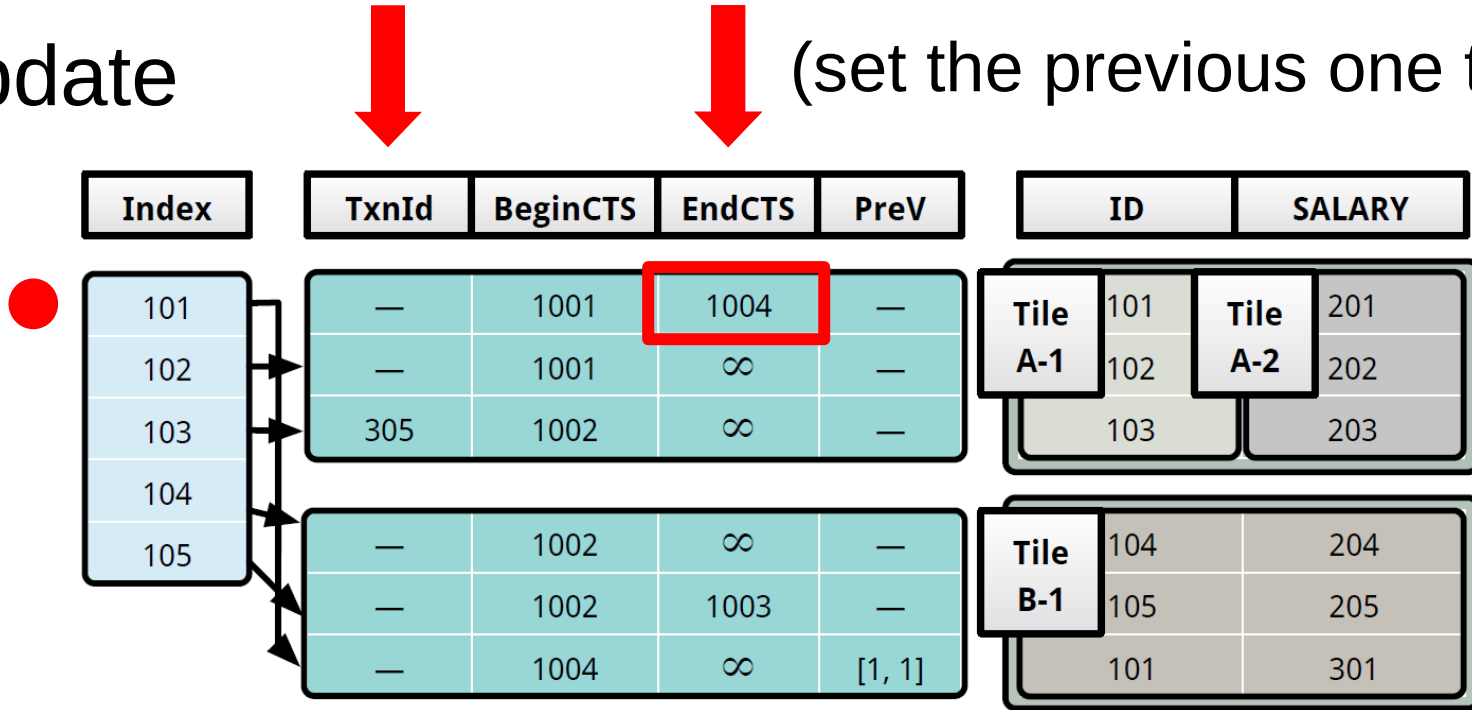 pdate
(set the previous one t
Index TxnId BeginCTS EndCTS PreV ID SALARY
101 — 1001 1004 — Tile A-1 101 Tile A-2 201
102 — 1001 ∞ — 102 202
103 305 1002 ∞ — 103 203
104
105
— 1002 ∞ — Tile B-1 104 204
— 1002 1003 — 105 205
— 1004 ∞ [1, 1] 101 301